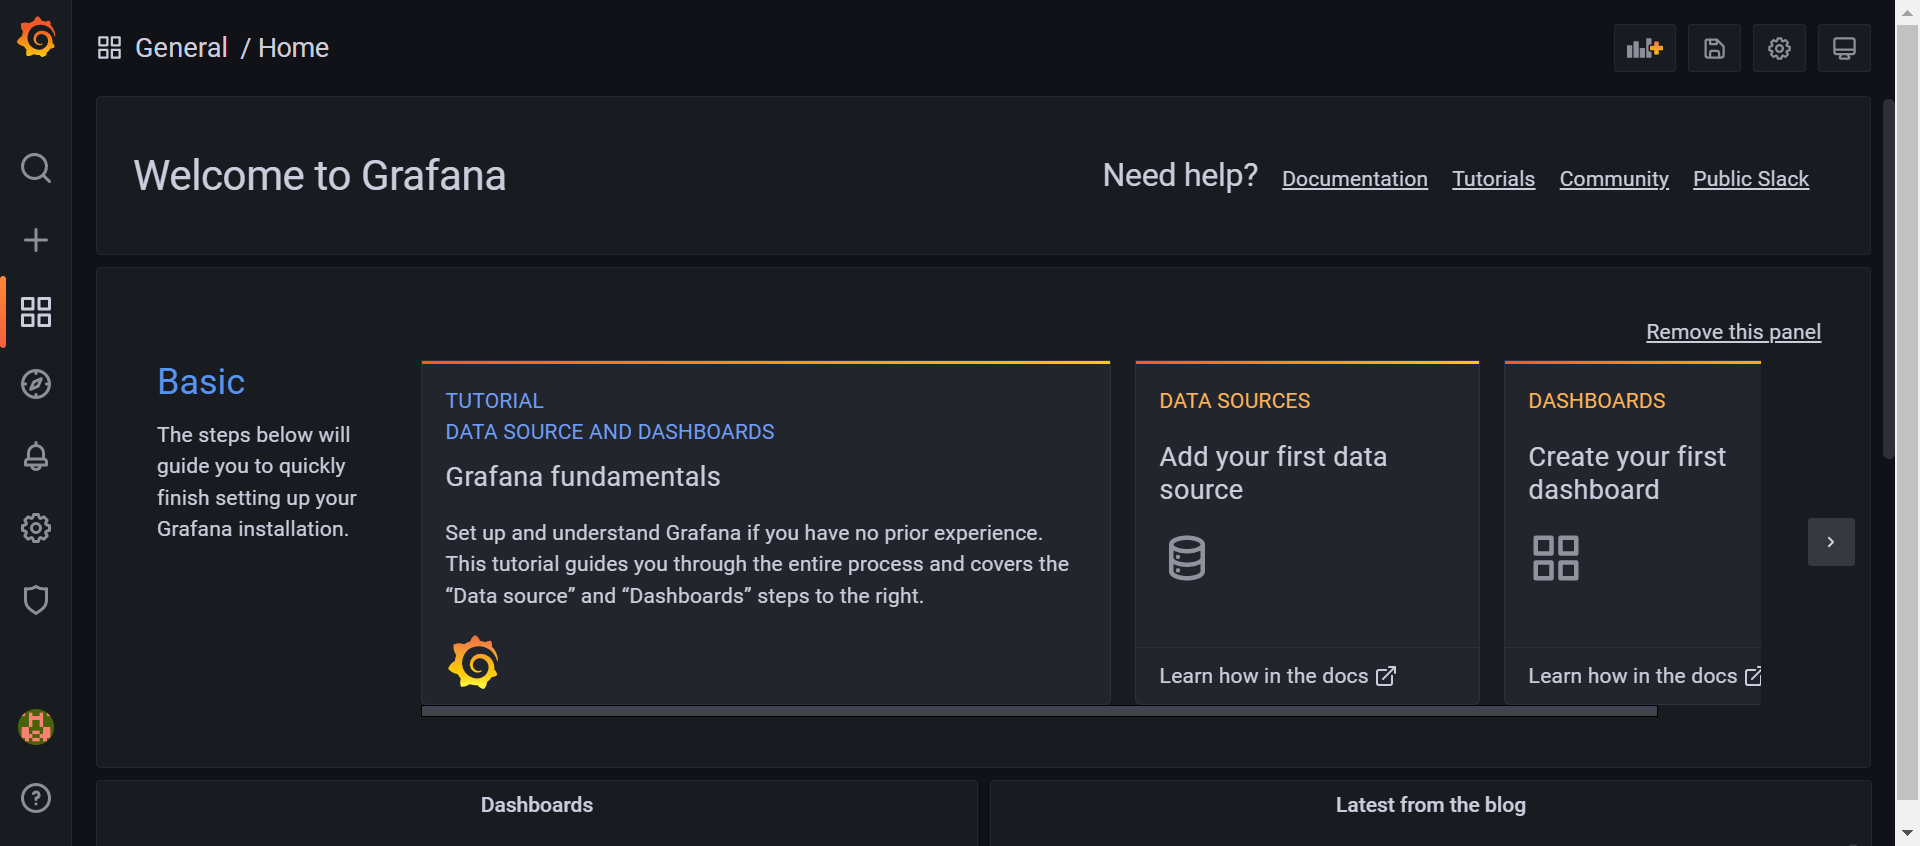 General / Home
Welcome to Grafana
Need help? Documentation Tutorials Community Public Slack
Remove this panel
Basic
The steps below will
guide you to quickly
finish setting up your
Grafana installation.
TUTORIAL
DATA SOURCE AND DASHBOARDS
Grafana fundamentals
Set up and understand Grafana if you have no prior experience.
This tutorial guides you through the entire process and covers the
“Data source” and “Dashboards” steps to the right.
DATA SOURCES
Add your first data
source
Learn how in the docs
DASHBOARDS
Create your first
dashboard
Learn how in the docs
Dashboards
Latest from the blog